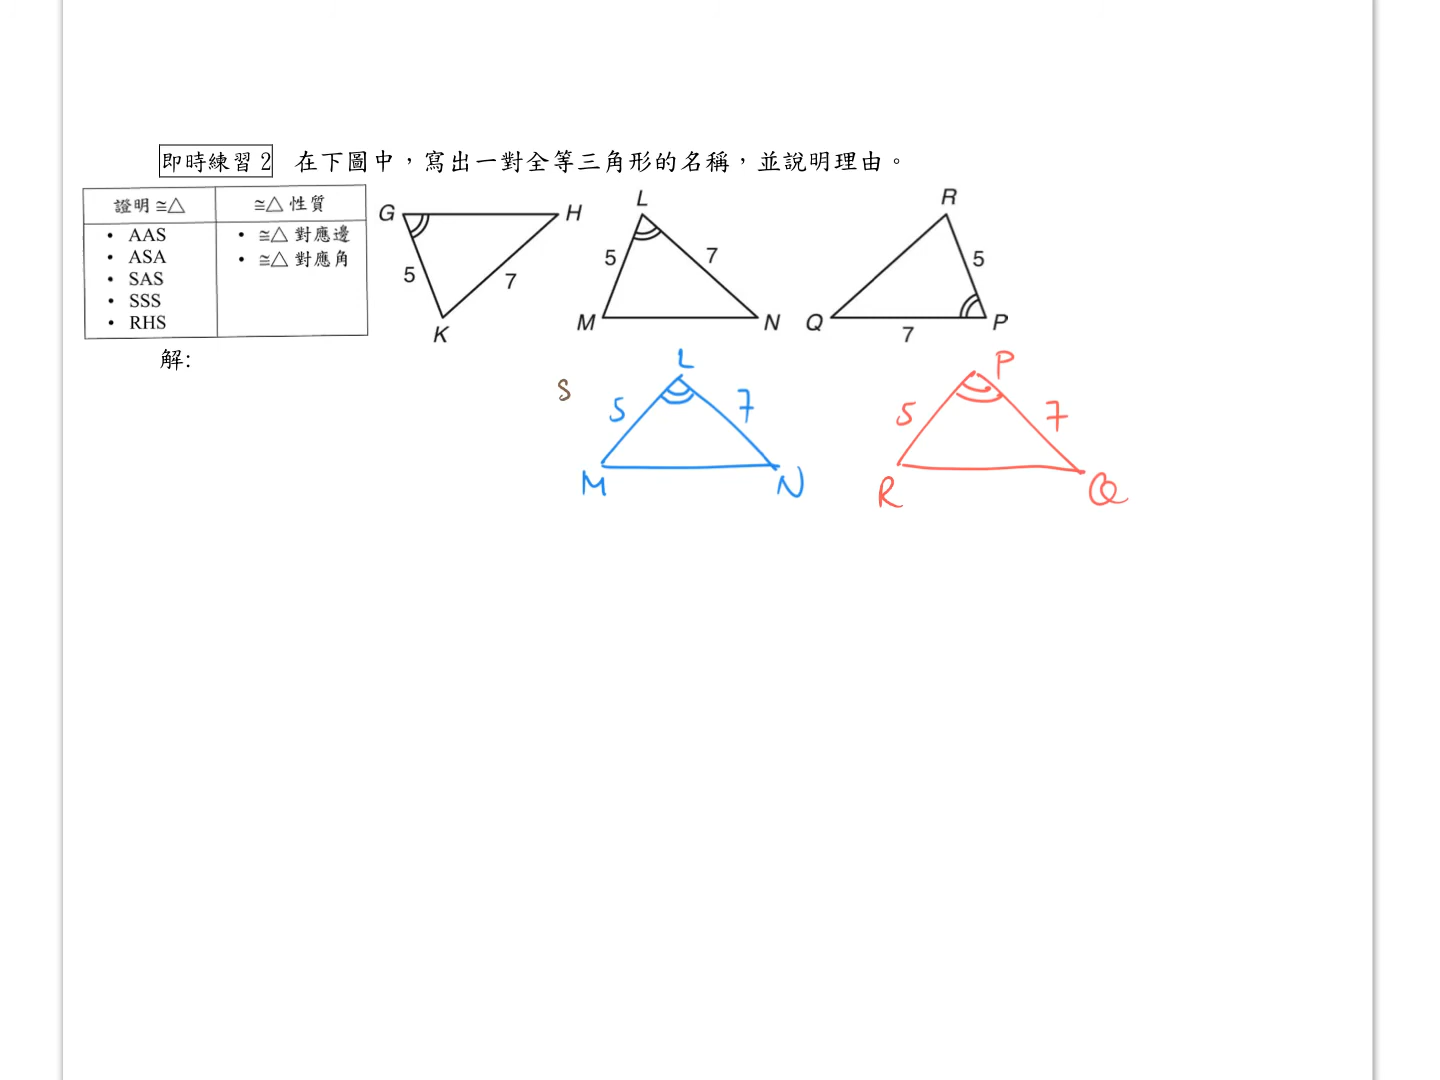 即時練習 2 在下圖中，寫出一對全等三角形的名稱，並說明理由。
證明 ≅△ ≅△ 性質
• AAS • ≅△ 對應邊
• ASA • ≅△ 對應角
• SAS
• SSS
• RHS
G H
5 7
K
L
5 7
M N
R
5
Q 7 P
解:
S
L
5 7
M N
P
5 7
R Q